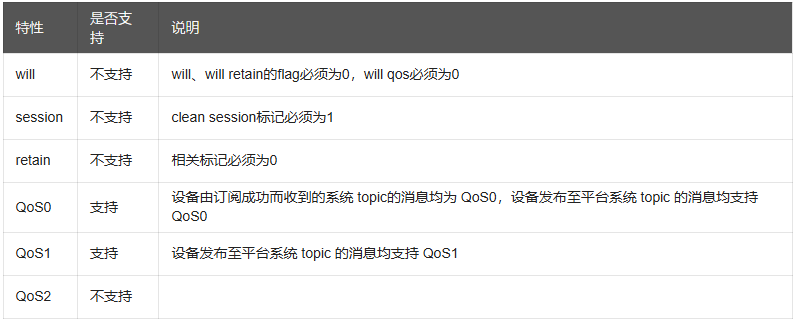 特性
是否支
持
说明
will
不支持
will、will retain的flag必须为0，will qos必须为0
session
不支持
clean session标记必须为1
retain
不支持
相关标记必须为0
QoS0
支持
设备由订阅成功而收到的系统 topic的消息均为 QoS0，设备发布至平台系统 topic 的消息均支持
QoS0
QoS1
支持
设备发布至平台系统 topic 的消息均支持 QoS1
QoS2
不支持